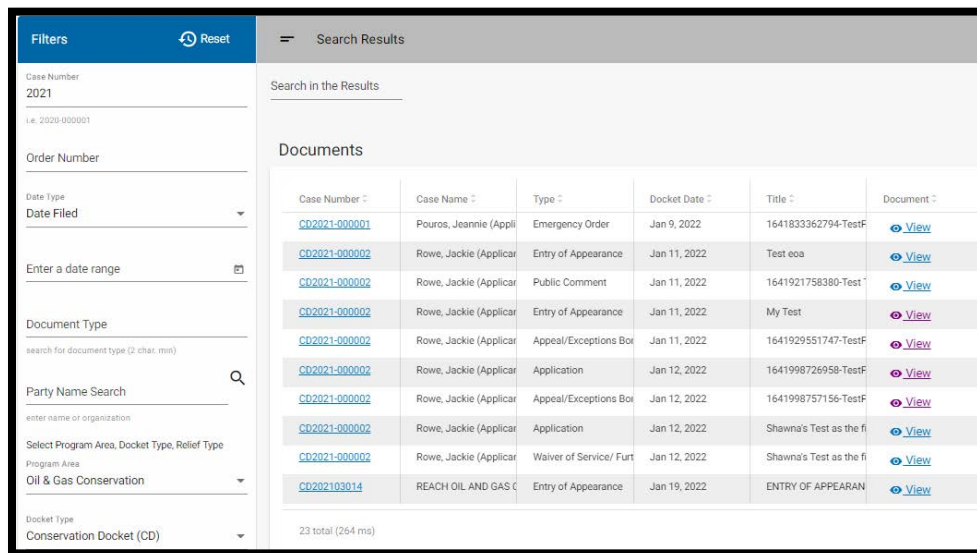 Filters
Reset
Search Results
Case Number
2021
i.e. 2020-000001
Order Number
Date Type
Date Filed
Enter a date range
Document Type
search for document type (2 char. min)
Party Name Search
enter name or organization
Select Program Area, Docket Type, Relief Type
Program Area
Oil & Gas Conservation
Docket Type
Conservation Docket (CD)
Search in the Results
Documents
Case Number Case Name Type Docket Date Title Document
CD2021-000001 Pouros, Jeannie (Appli Emergency Order Jan 9, 2022 1641833362794-TestF View
CD2021-000002 Rowe, Jackie (Applicar Entry of Appearance Jan 11, 2022 Test eoa View
CD2021-000002 Rowe, Jackie (Applicar Public Comment Jan 11, 2022 1641921758380-Test View
CD2021-000002 Rowe, Jackie (Applicar Entry of Appearance Jan 11, 2022 My Test View
CD2021-000002 Rowe, Jackie (Applicar Appeal/Exceptions Bor Jan 11, 2022 1641929551747-TestF View
CD2021-000002 Rowe, Jackie (Applicar Application Jan 12, 2022 1641998726958-TestF View
CD2021-000002 Rowe, Jackie (Applicar Appeal/Exceptions Bor Jan 12, 2022 1641998757156-TestF View
CD2021-000002 Rowe, Jackie (Applicar Application Jan 12, 2022 Shawna's Test as the fi View
CD2021-000002 Rowe, Jackie (Applicar Waiver of Service/ Furt Jan 12, 2022 Shawna's Test as the fi View
CD202103014 REACH OIL AND GAS C Entry of Appearance Jan 19, 2022 ENTRY OF APPEARAN View
23 total (264 ms)